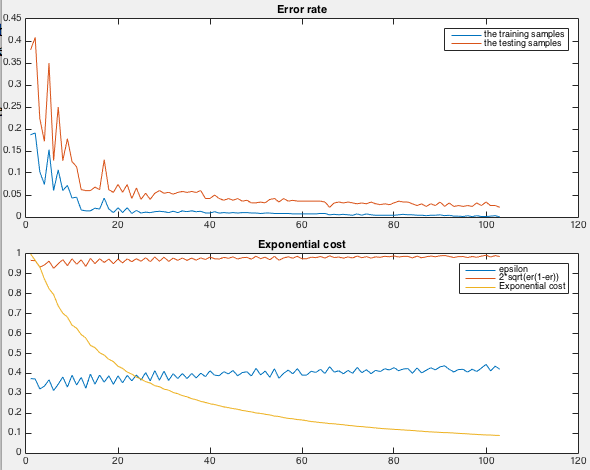 Error rate
0.45
0.4
0.35
0.3
0.25
0.2
0.15
0.1
0.05
0
the training samples
the testing samples
0 20 40 60 80 100 120
Exponential cost
1
0.9
0.8
0.7
0.6
0.5
0.4
0.3
0.2
0.1
0
epsilon
2*sqrt(er(1-er))
Exponential cost
0 20 40 60 80 100 120